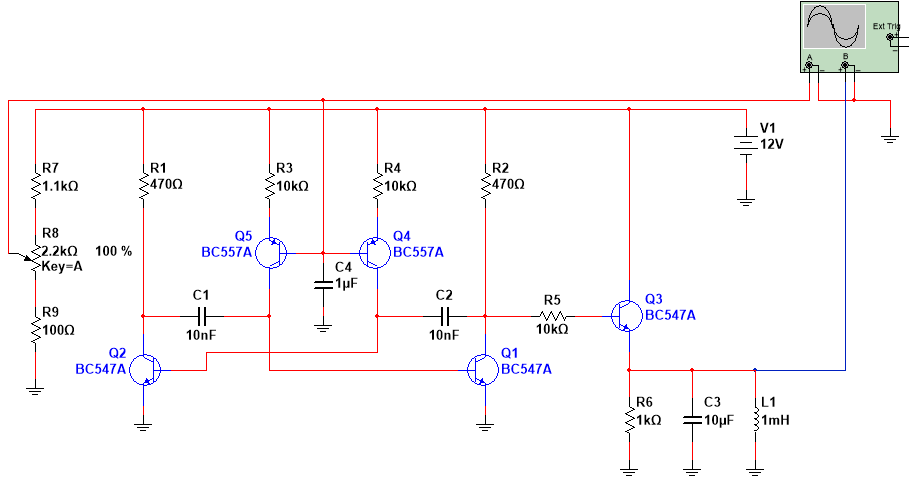 Ext Trig
+
−
A
B
+ − + −
V1
12V
R7
1.1kΩ
R1
470Ω
R3
10kΩ
R4
10kΩ
R2
470Ω
R8
2.2kΩ
Key=A
100 %
Q5
BC557A
Q4
BC557A
C4
1µF
C1
10nF
C2
10nF
R5
10kΩ
Q3
BC547A
R9
100Ω
Q2
BC547A
Q1
BC547A
R6
1kΩ
C3
10µF
L1
1mH